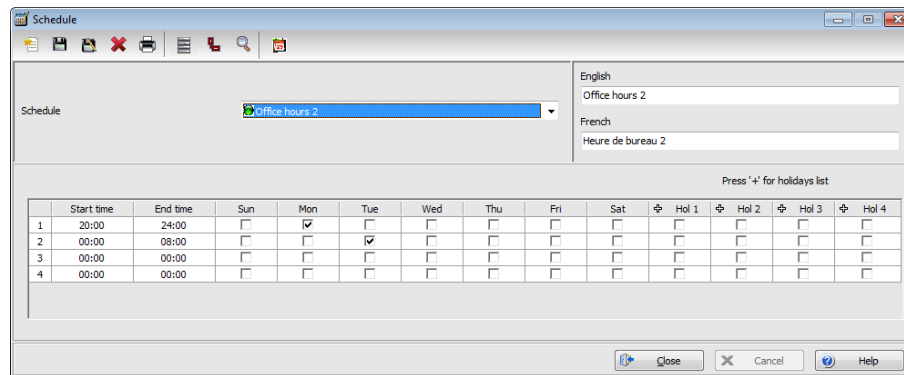 Schedule
English
Office hours 2
Schedule Office hours 2
French
Heure de bureau 2
Press '+' for holidays list
Start time End time Sun Mon Tue Wed Thu Fri Sat Hol 1 Hol 2 Hol 3 Hol 4
1 20:00 24:00
2 00:00 08:00
3 00:00 00:00
4 00:00 00:00
Close Cancel Help